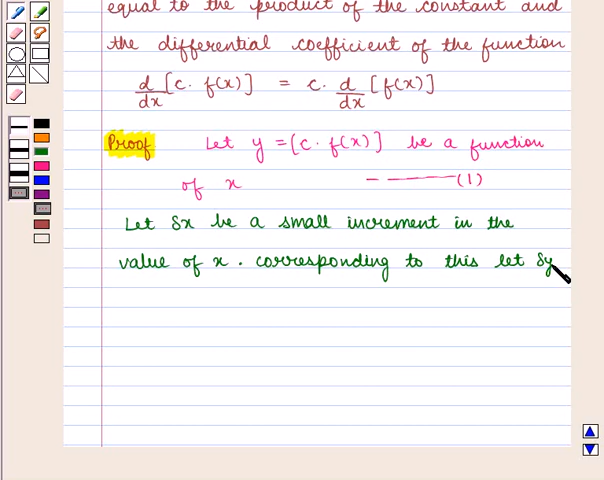 equal to the product of the constant and
the differential coefficient of the function
d/dx [c. f(x)] = c. d/dx [f(x)]
Proof Let y = [c. f(x)] be a function
of x — ——— (1)
Let δx be a small increment in the
value of x. corresponding to this let δy